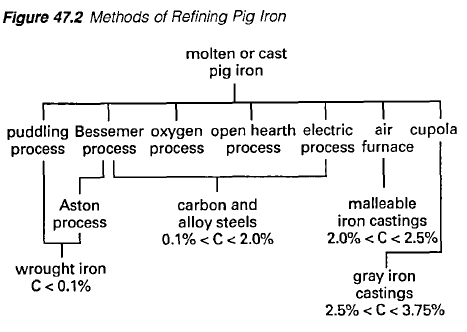 Figure 47.2 Methods of Refining Pig Iron
molten or cast
pig iron
puddling Bessemer oxygen open hearth electric air cupola
process process process process process furnace
Aston
process
carbon and
alloy steels
0.1% < C < 2.0%
malleable
iron castings
2.0% < C < 2.5%
wrought iron
C < 0.1%
gray iron
castings
2.5% < C < 3.75%